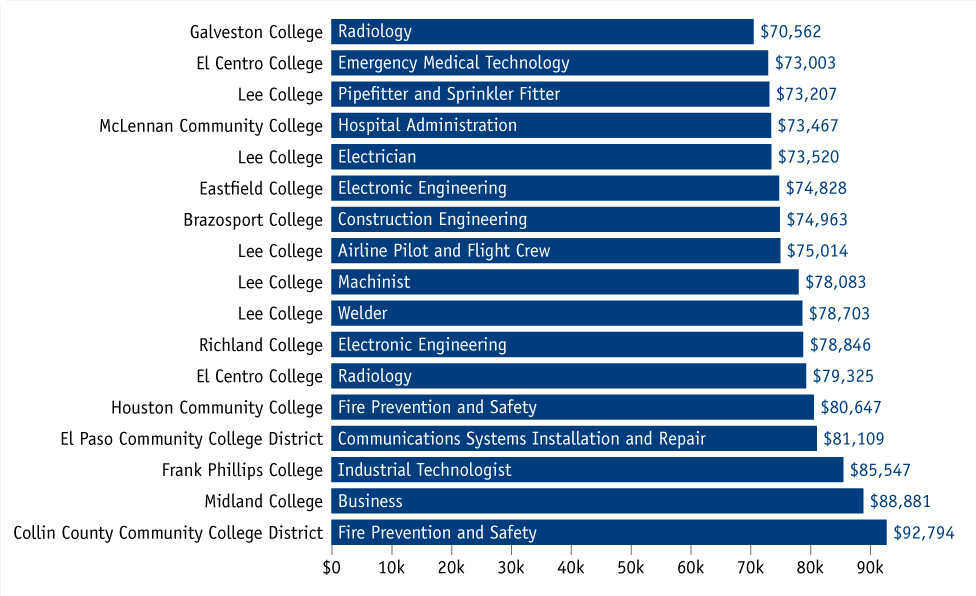 Galveston College Radiology $70,562
El Centro College Emergency Medical Technology $73,003
Lee College Pipefitter and Sprinkler Fitter $73,207
McLennan Community College Hospital Administration $73,467
Lee College Electrician $73,520
Eastfield College Electronic Engineering $74,828
Brazosport College Construction Engineering $74,963
Lee College Airline Pilot and Flight Crew $75,014
Lee College Machinist $78,083
Lee College Welder $78,703
Richland College Electronic Engineering $78,846
El Centro College Radiology $79,325
Houston Community College Fire Prevention and Safety $80,647
El Paso Community College District Communications Systems Installation and Repair $81,109
Frank Phillips College Industrial Technologist $85,547
Midland College Business $88,881
Collin County Community College District Fire Prevention and Safety $92,794
$0 10k 20k 30k 40k 50k 60k 70k 80k 90k